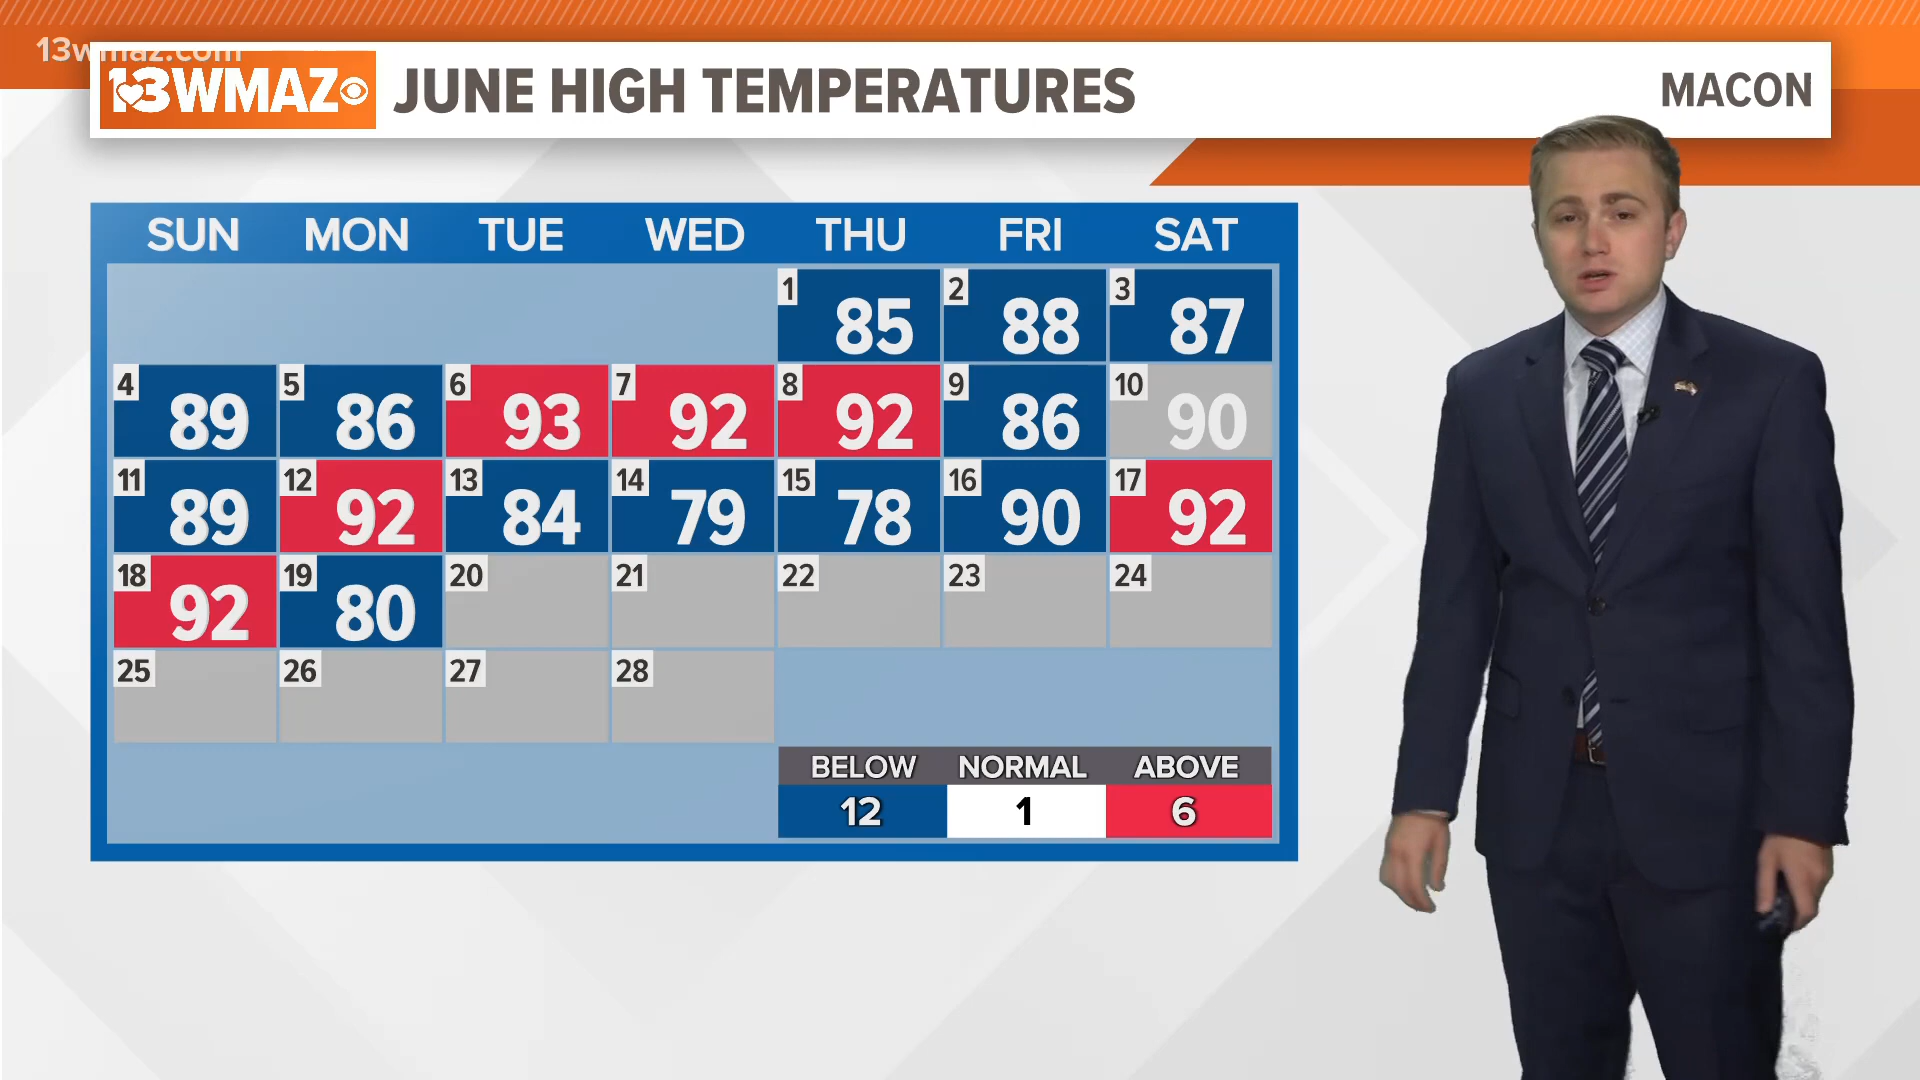 13wmaz.com
13WMAZ JUNE HIGH TEMPERATURES MACON
SUN MON TUE WED THU FRI SAT
1 85 2 88 3 87
4 89 5 86 6 93 7 92 8 92 9 86 10 90
11 89 12 92 13 84 14 79 15 78 16 90 17 92
18 92 19 80 20 21 22 23 24
25 26 27 28
BELOW NORMAL ABOVE
12 1 6